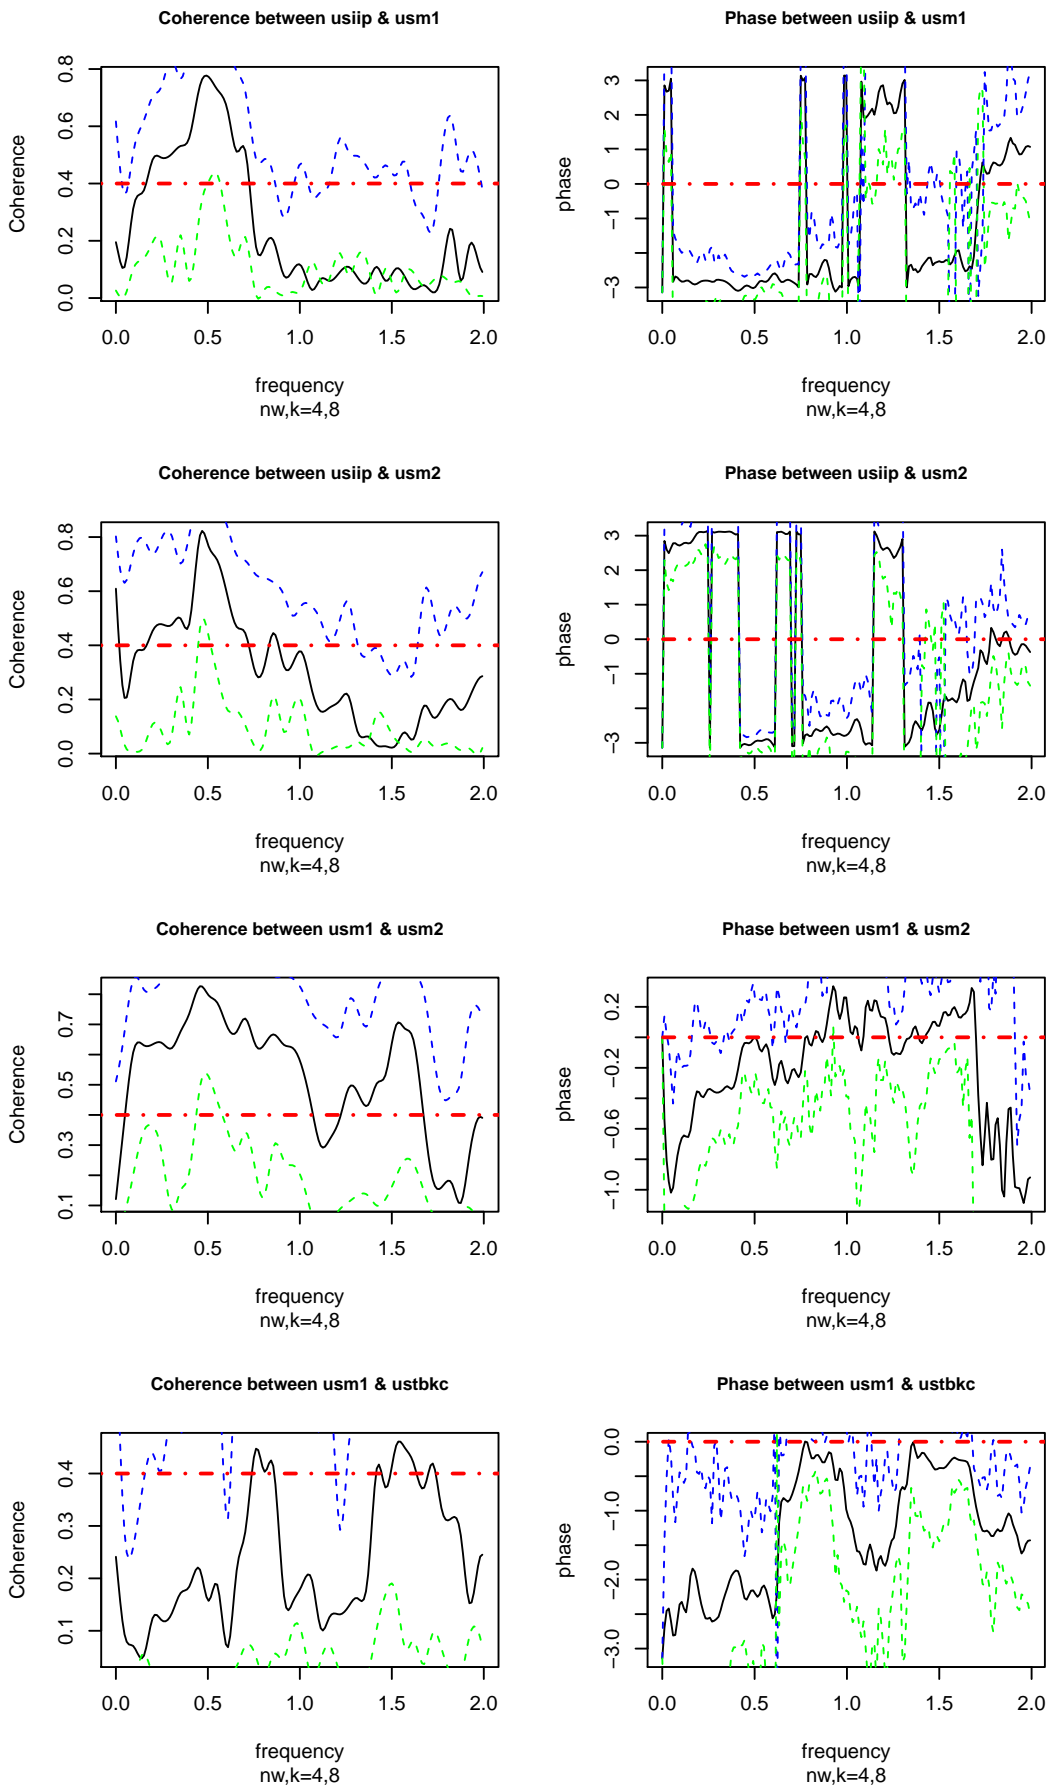 Coherence between usiip & usm1
Coherence
0.0 0.2 0.4 0.6 0.8
0.0 0.5 1.0 1.5 2.0
frequency
nw,k=4,8
Phase between usiip & usm1
phase
−3 −1 0 1 2 3
0.0 0.5 1.0 1.5 2.0
frequency
nw,k=4,8
Coherence between usiip & usm2
Coherence
0.0 0.2 0.4 0.6 0.8
0.0 0.5 1.0 1.5 2.0
frequency
nw,k=4,8
Phase between usiip & usm2
phase
−3 −1 0 1 2 3
0.0 0.5 1.0 1.5 2.0
frequency
nw,k=4,8
Coherence between usm1 & usm2
Coherence
0.1 0.3 0.5 0.7
0.0 0.5 1.0 1.5 2.0
frequency
nw,k=4,8
Phase between usm1 & usm2
phase
−1.0 −0.6 −0.2 0.2
0.0 0.5 1.0 1.5 2.0
frequency
nw,k=4,8
Coherence between usm1 & ustbkc
Coherence
0.1 0.2 0.3 0.4
0.0 0.5 1.0 1.5 2.0
frequency
nw,k=4,8
Phase between usm1 & ustbkc
phase
−3.0 −2.0 −1.0 0.0
0.0 0.5 1.0 1.5 2.0
frequency
nw,k=4,8